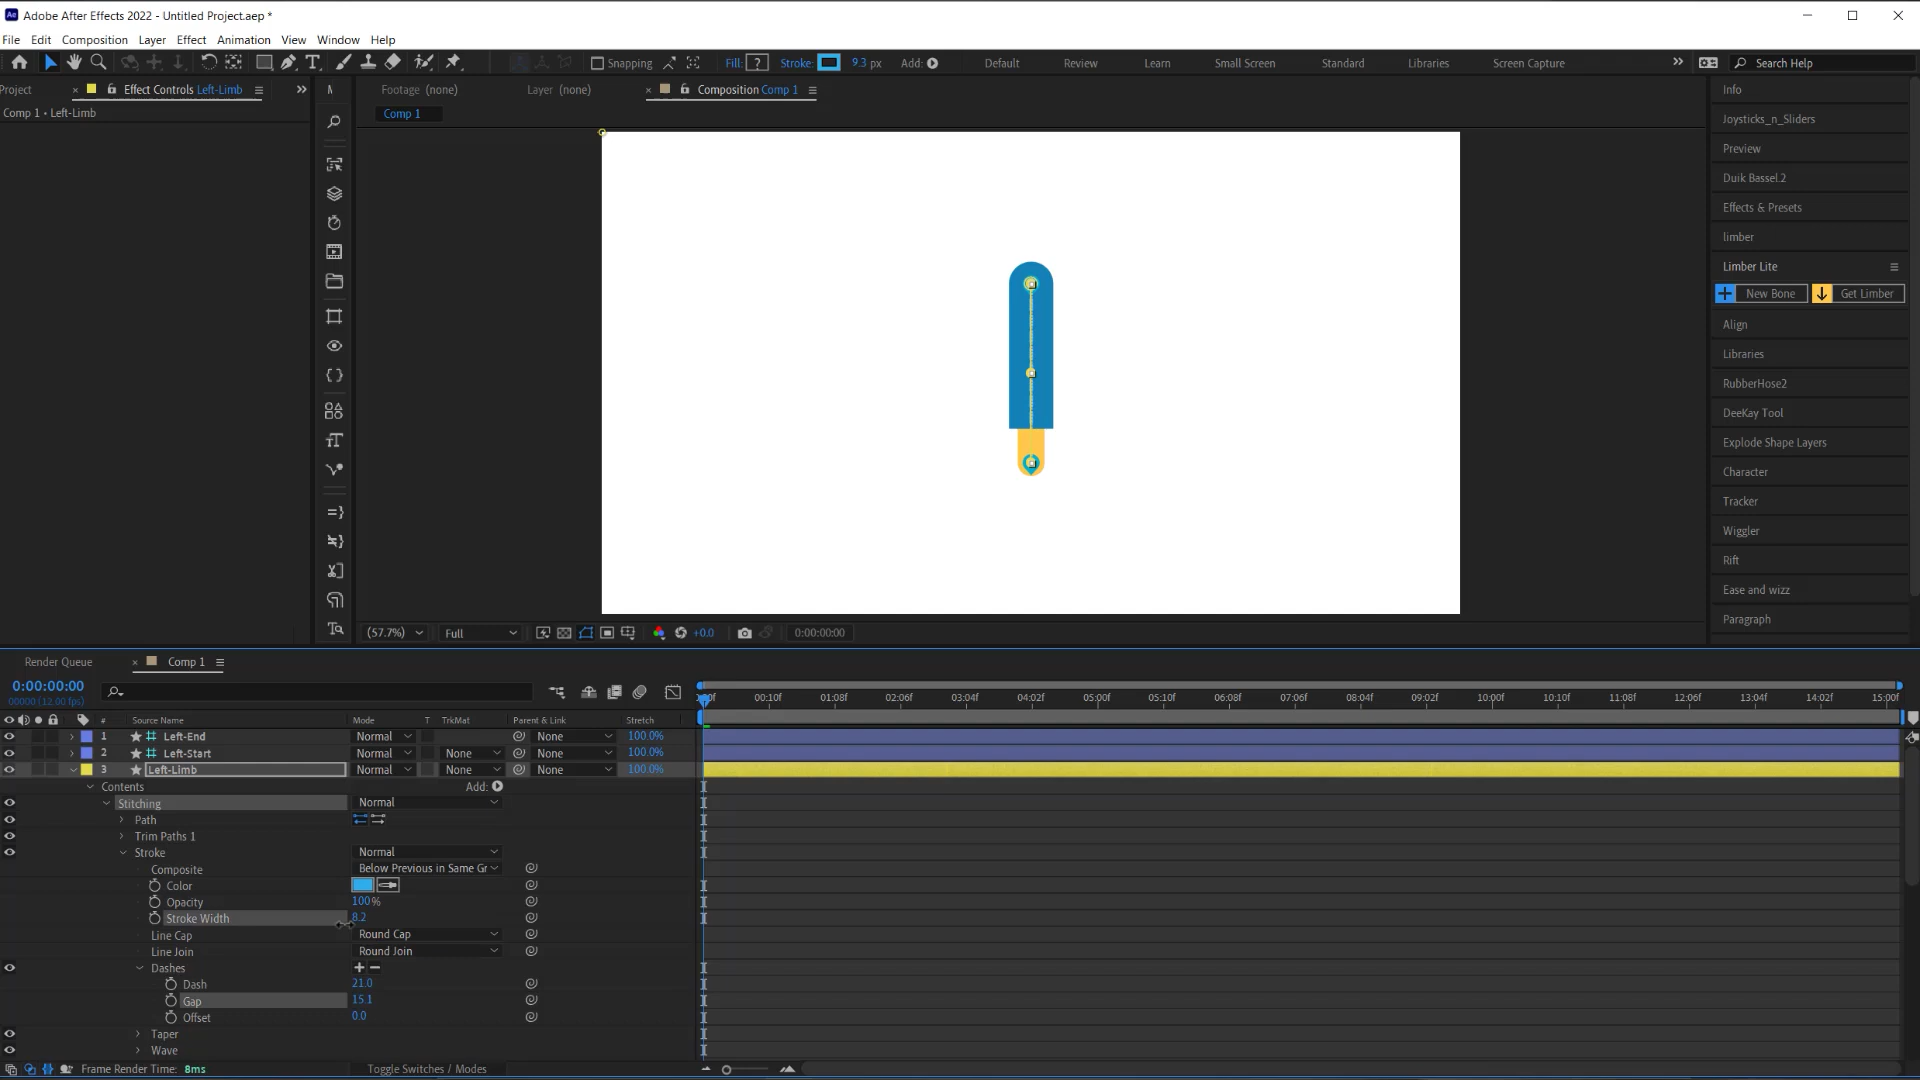 Adobe After Effects 2022 - Untitled Project.aep *
File Edit Composition Layer Effect Animation View Window Help
Snapping Fill: ? Stroke: 9.3 px Add: Default Review Learn Small Screen Standard Libraries Screen Capture Search Help
Project Effect Controls Left-Limb Footage (none) Layer (none) Composition Comp 1
Comp 1 • Left-Limb
Comp 1
Info
Joysticks_n_Sliders
Preview
Duik Bassel.2
Effects & Presets
limber
Limber Lite
New Bone Get Limber
Align
Libraries
RubberHose2
DeeKay Tool
Explode Shape Layers
Character
Tracker
Wiggler
Rift
Ease and wizz
Paragraph
(57.7%) Full +0.0 0:00:00:00
Render Queue Comp 1
0:00:00:00
00000 (12.00 fps)
00f 00:10f 01:08f 02:06f 03:04f 04:02f 05:00f 05:10f 06:08f 07:06f 08:04f 09:02f 10:00f 10:10f 11:08f 12:06f 13:04f 14:02f 15:00f
# Source Name Mode T TrkMat Parent & Link Stretch
1 Left-End Normal None 100.0%
2 Left-Start Normal None None 100.0%
3 Left-Limb Normal None None 100.0%
Contents Add:
Stitching Normal
Path
Trim Paths 1
Stroke Normal
Composite Below Previous in Same Gr
Color
Opacity 100%
Stroke Width 8.2
Line Cap Round Cap
Line Join Round Join
Dashes + −
Dash 21.0
Gap 15.1
Offset 0.0
Taper
Wave
Frame Render Time: 8ms Toggle Switches / Modes